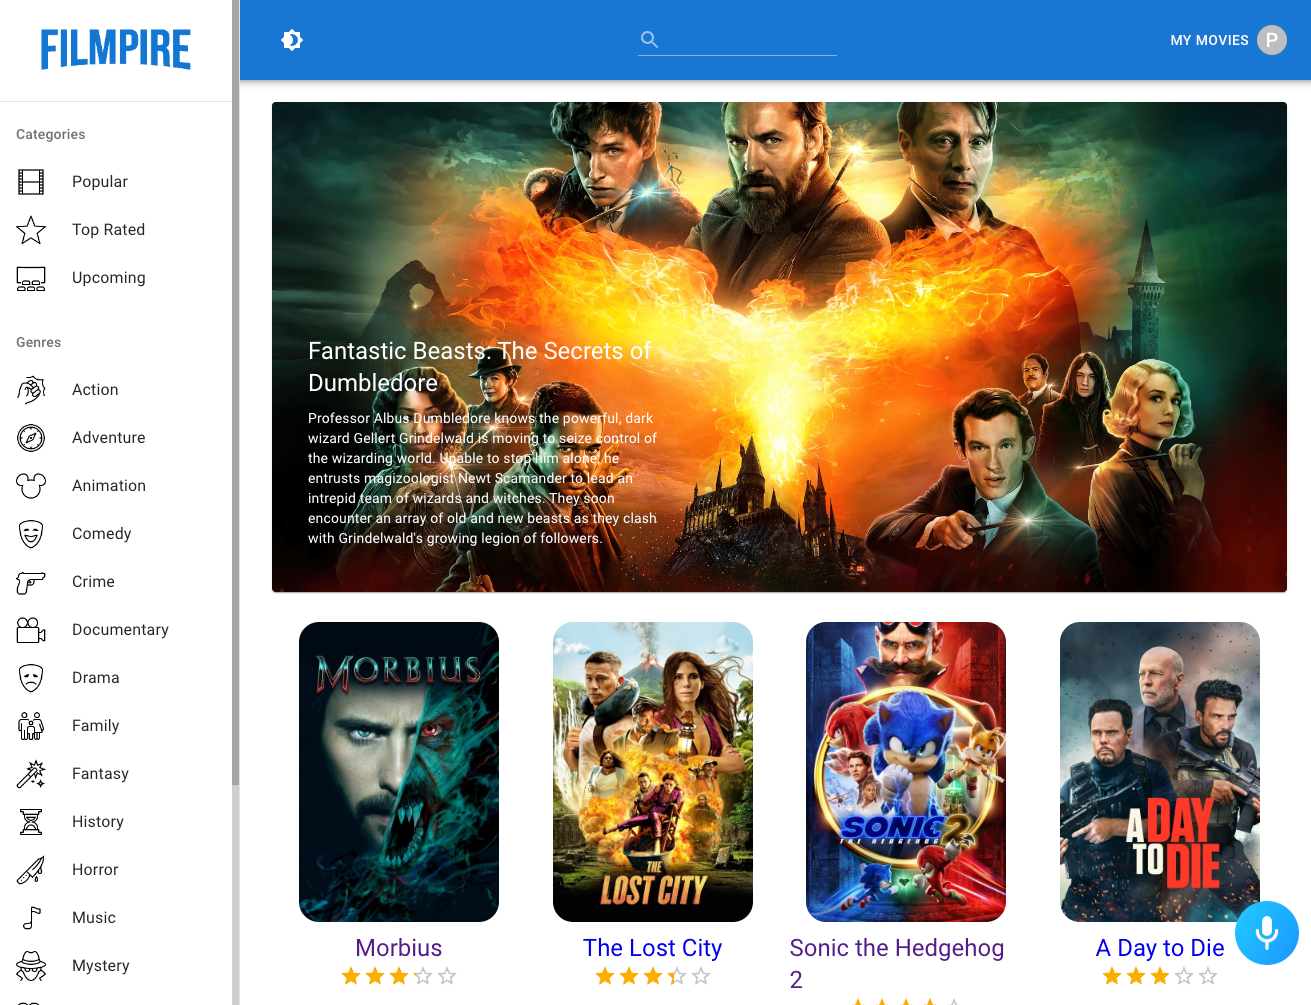 FILMPIRE
MY MOVIES
P
Categories
Popular
Top Rated
Upcoming
Genres
Action
Adventure
Animation
Comedy
Crime
Documentary
Drama
Family
Fantasy
History
Horror
Music
Mystery
Fantastic Beasts: The Secrets of
Dumbledore
Professor Albus Dumbledore knows the powerful, dark
wizard Gellert Grindelwald is moving to seize control of
the wizarding world. Unable to stop him alone, he
entrusts magizoologist Newt Scamander to lead an
intrepid team of wizards and witches. They soon
encounter an array of old and new beasts as they clash
with Grindelwald's growing legion of followers.
MORBIUS
THE
LOST CITY
SONIC 2
THE HEDGEHOG
A DAY
TO DIE
Morbius
The Lost City
Sonic the Hedgehog
2
A Day to Die